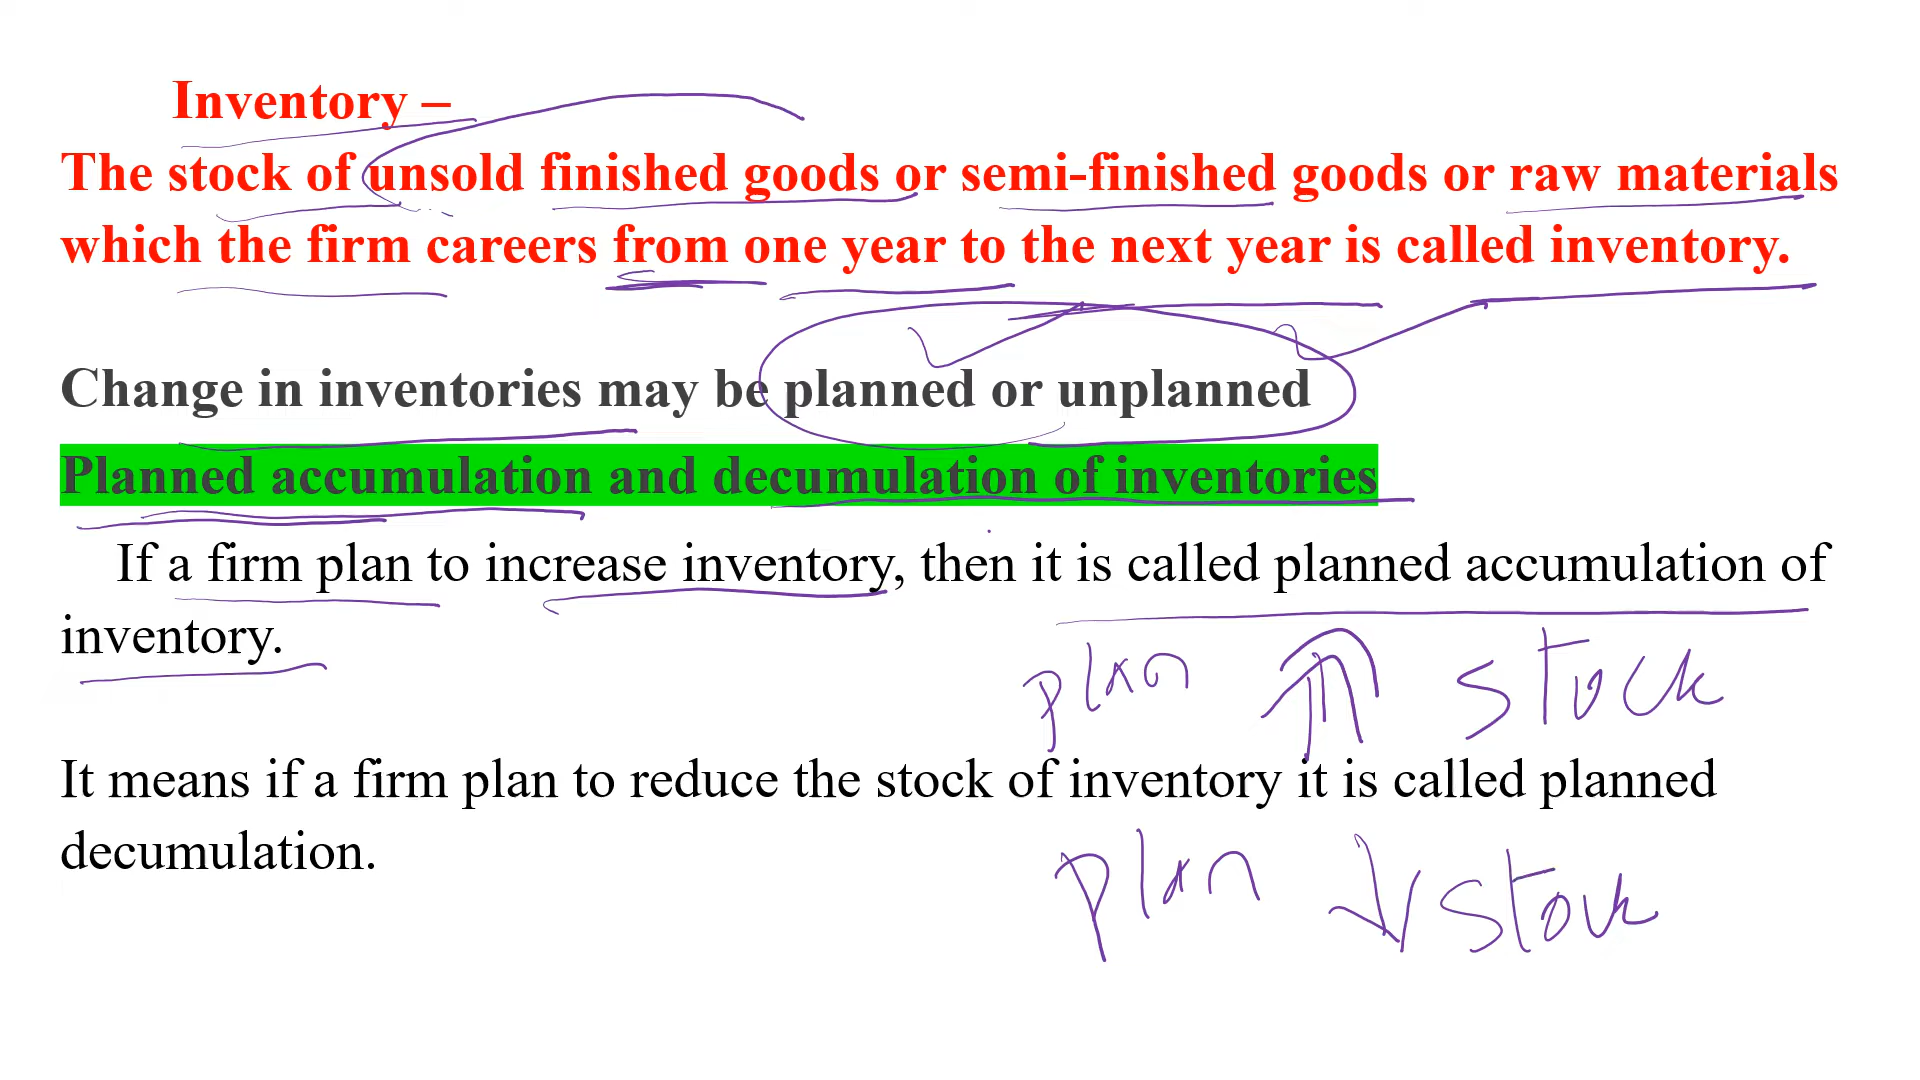 Inventory –
The stock of unsold finished goods or semi-finished goods or raw materials
which the firm careers from one year to the next year is called inventory.
Change in inventories may be planned or unplanned
Planned accumulation and decumulation of inventories
If a firm plan to increase inventory, then it is called planned accumulation of
inventory.
plan ⇑ stock
It means if a firm plan to reduce the stock of inventory it is called planned
decumulation.
plan ↓ stock